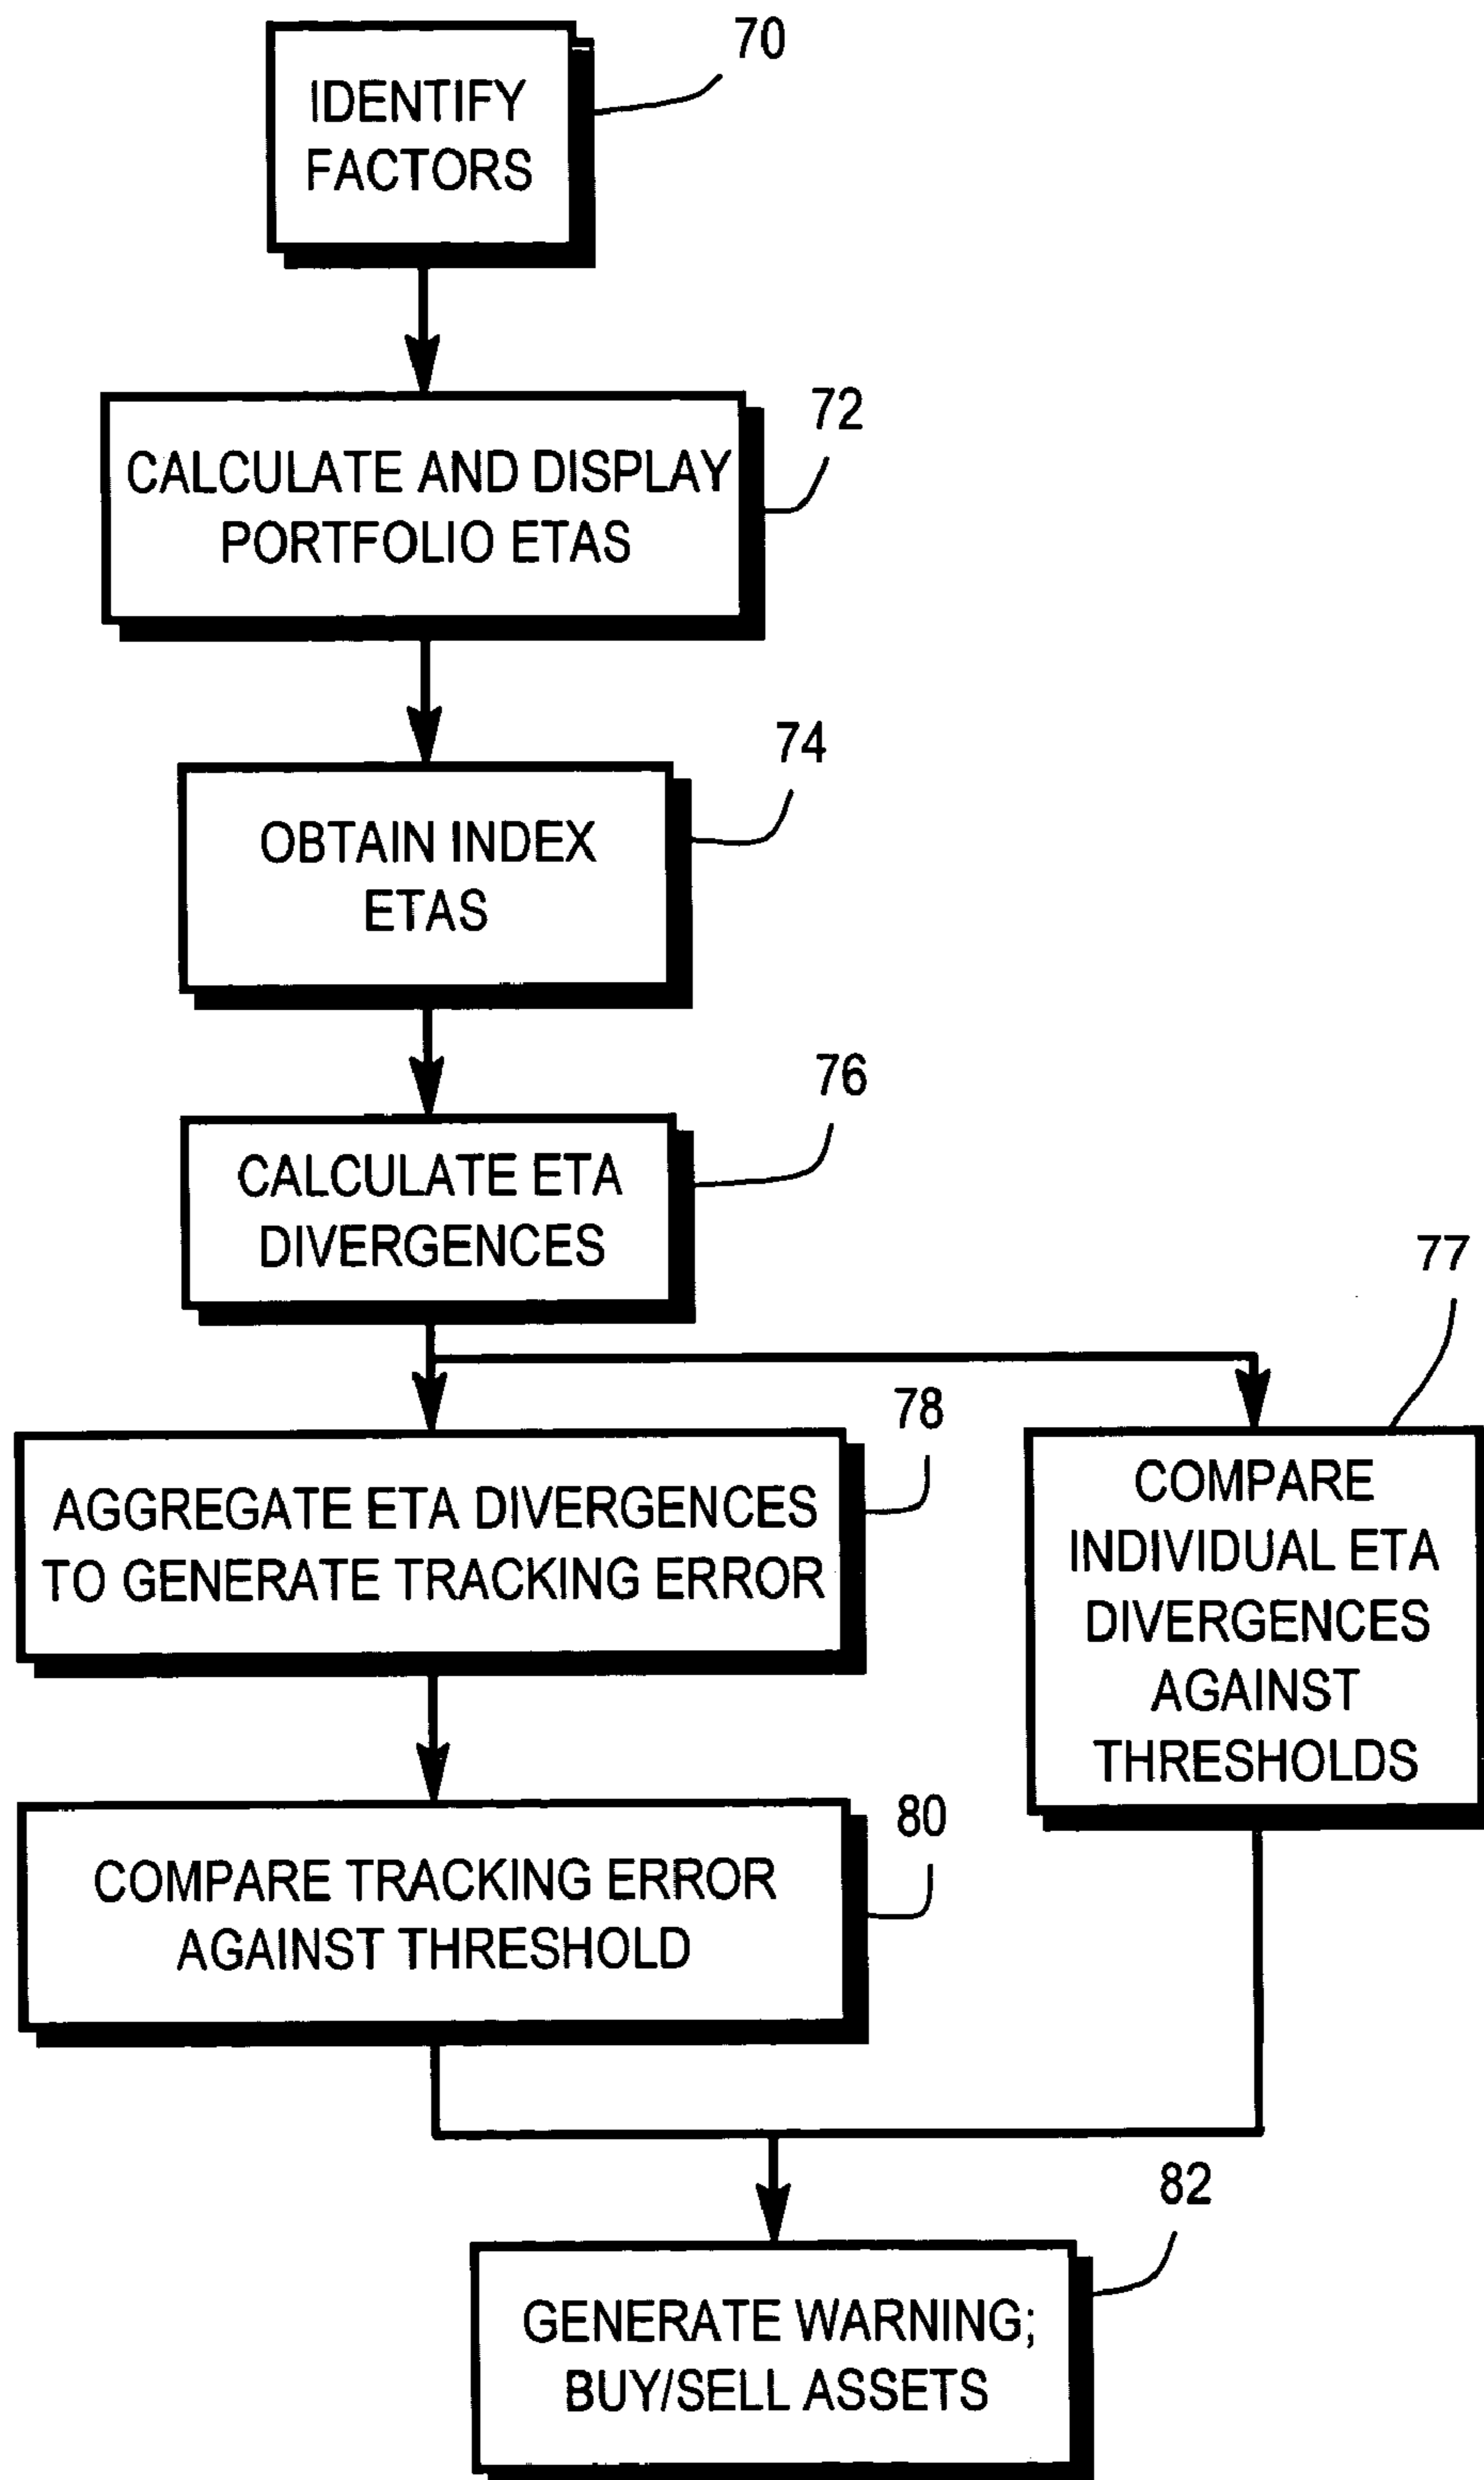 70
IDENTIFY
FACTORS
72
CALCULATE AND DISPLAY
PORTFOLIO ETAS
74
OBTAIN INDEX
ETAS
76
CALCULATE ETA
DIVERGENCES
77
78
AGGREGATE ETA DIVERGENCES
TO GENERATE TRACKING ERROR
COMPARE
INDIVIDUAL ETA
DIVERGENCES
AGAINST
THRESHOLDS
80
COMPARE TRACKING ERROR
AGAINST THRESHOLD
82
GENERATE WARNING;
BUY/SELL ASSETS